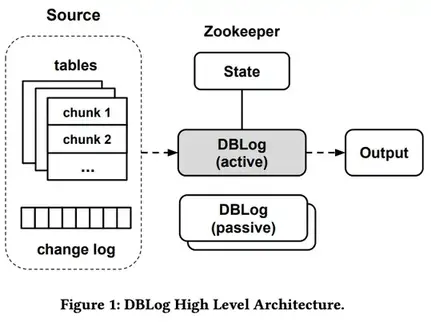 Source
tables
chunk 1
chunk 2
...
change log
Zookeeper
State
DBLog
(active)
DBLog
(passive)
Output
Figure 1: DBLog High Level Architecture.